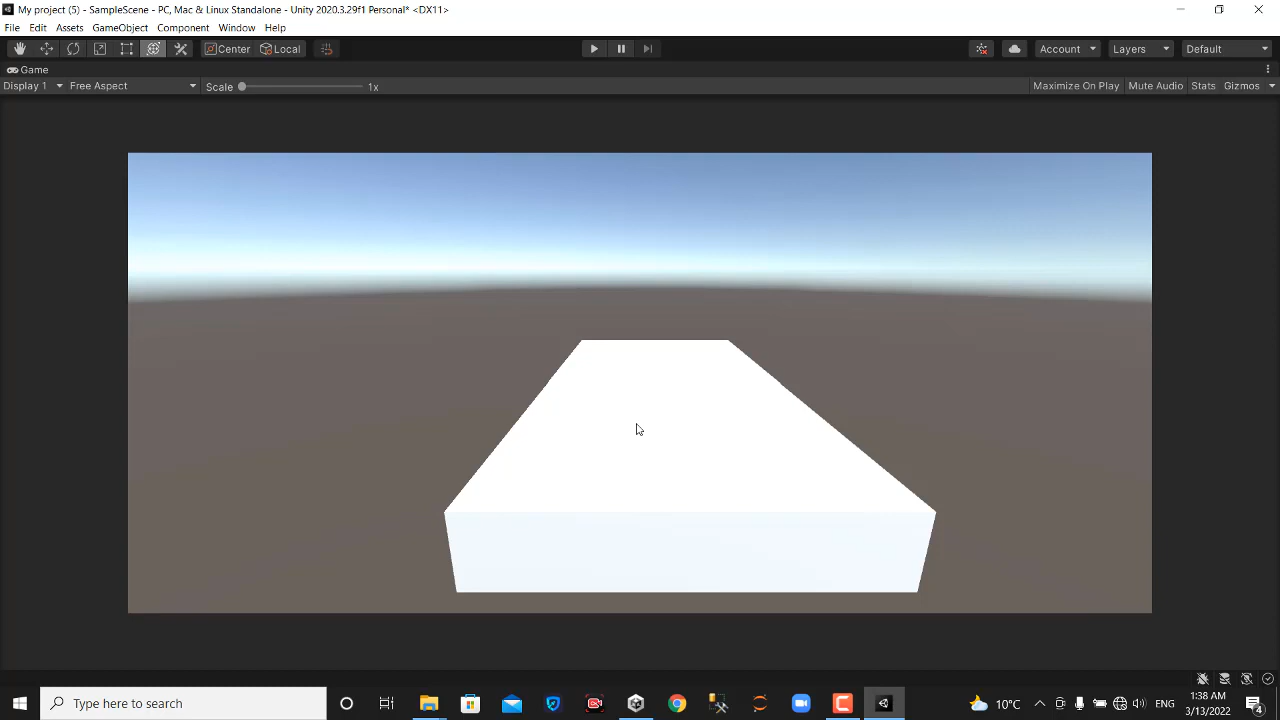 My project (5) - SampleScene - PC, Mac & Linux Standalone - Unity 2020.3.29f1 Personal* <DX11>
File Edit Assets GameObject Component Window Help
Center Local Account Layers Default
Game
Display 1 Free Aspect Scale 1x Maximize On Play Mute Audio Stats Gizmos
Type here to search 10°C ENG 1:38 AM 3/13/2022 4